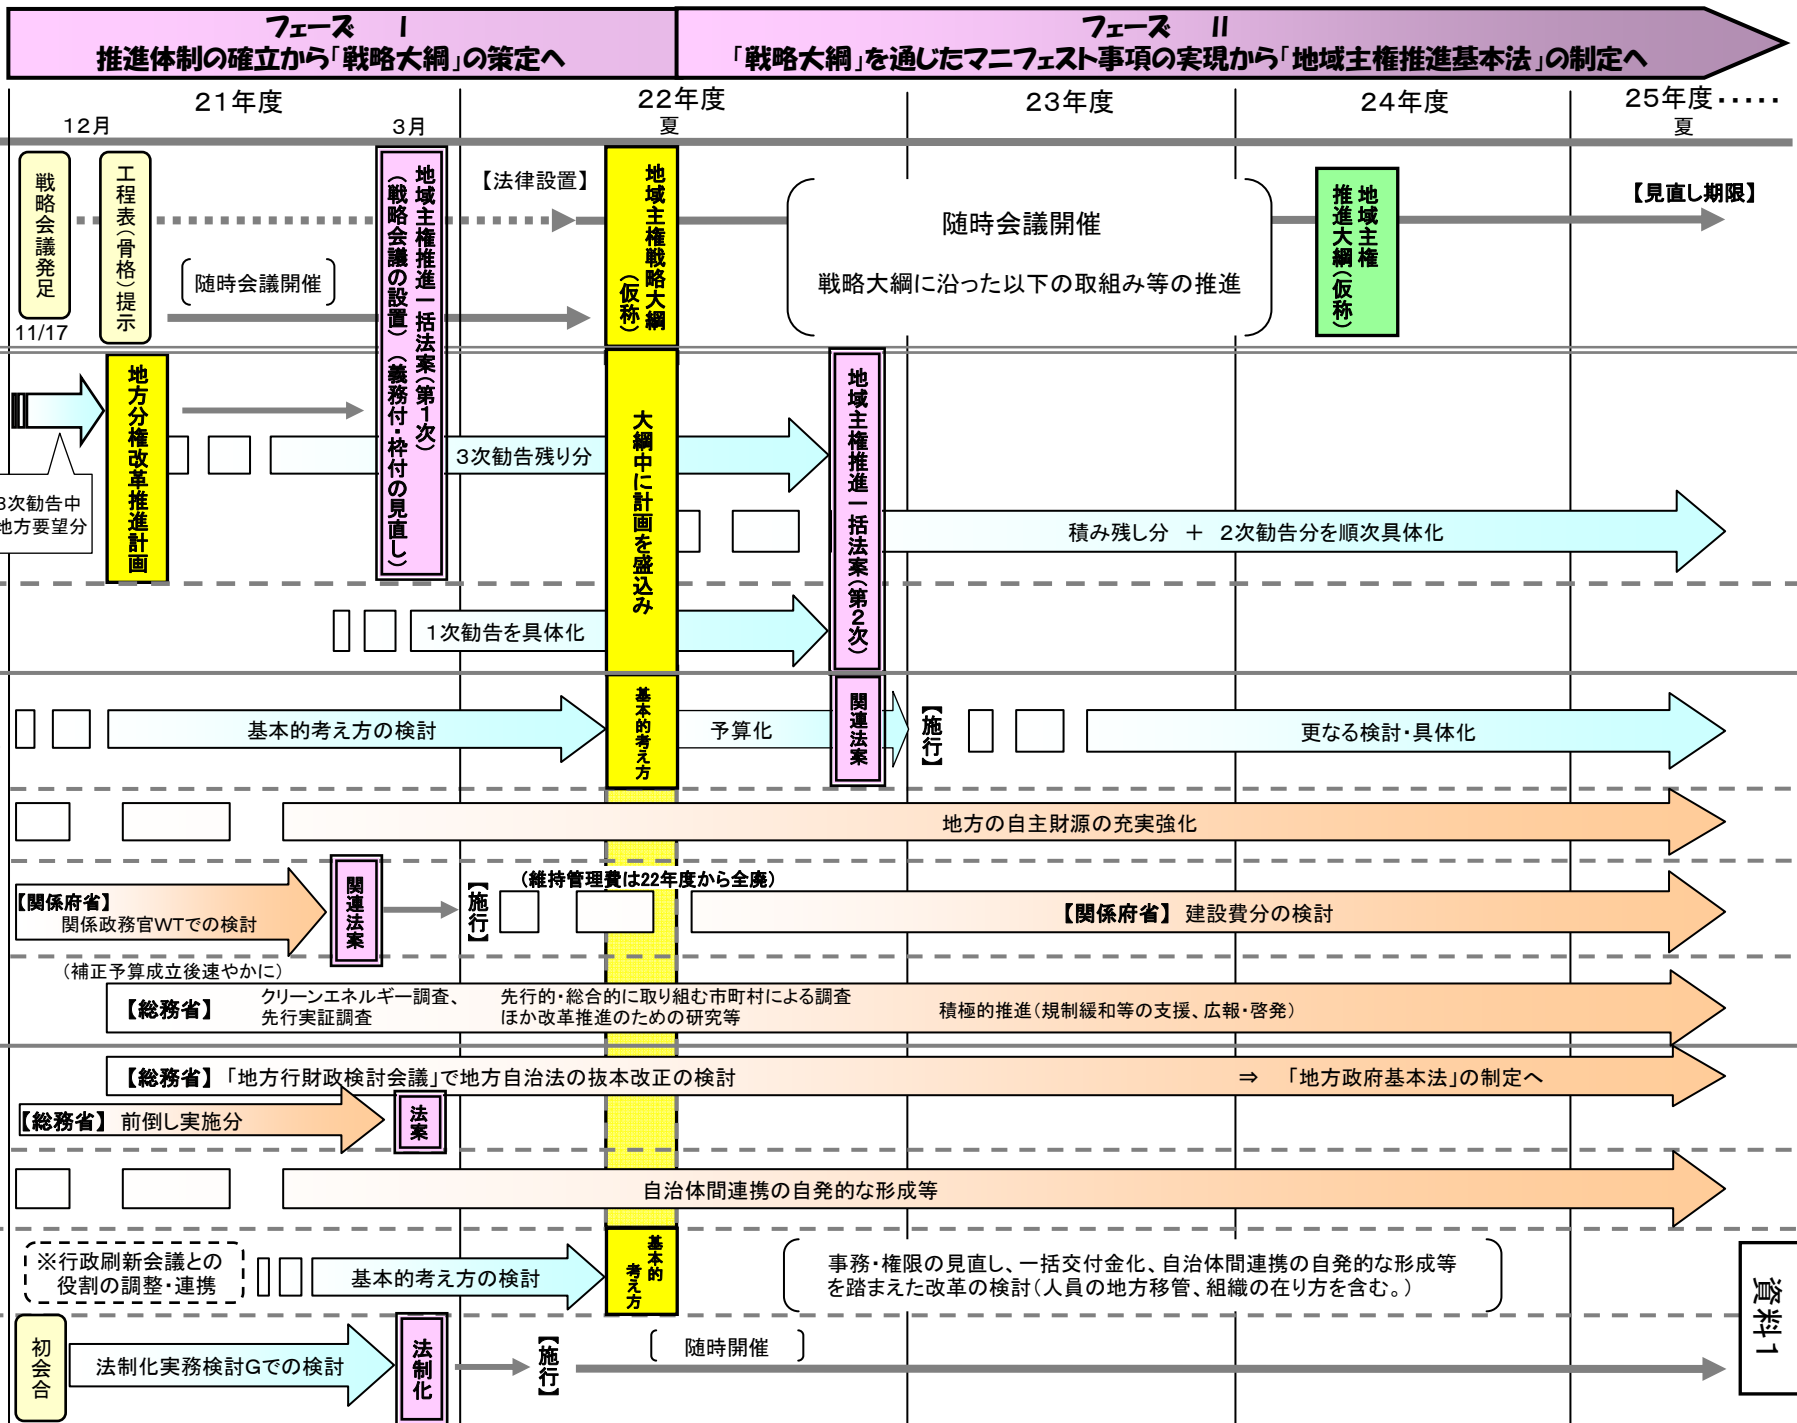 フェーズ Ⅰ
推進体制の確立から「戦略大綱」の策定へ
フェーズ Ⅱ
「戦略大綱」を通じたマニフェスト事項の実現から「地域主権推進基本法」の制定へ
21年度
22年度
23年度
24年度
25年度・・・・・
12月
3月
夏
夏
戦略会議発足
11/17
工程表(骨格)提示
【法律設置】
〔随時会議開催〕
地域主権推進一括法案(第1次)
(戦略会議の設置)(義務付・枠付の見直し)
地域主権戦略大綱
(仮称)
随時会議開催
戦略大綱に沿った以下の取組み等の推進
地域主権
推進大綱(仮称)
【見直し期限】
3次勧告中
地方要望分
地方分権改革推進計画
3次勧告残り分
大綱中に計画を盛込み
地域主権推進一括法案(第2次)
積み残し分 + 2次勧告分を順次具体化
1次勧告を具体化
基本的考え方の検討
基本的考え方
予算化
関連法案
【施行】
更なる検討・具体化
地方の自主財源の充実強化
【関係府省】
関係政務官WTでの検討
関連法案
【施行】
(維持管理費は22年度から全廃)
【関係府省】 建設費分の検討
(補正予算成立後速やかに)
【総務省】
クリーンエネルギー調査、
先行実証調査
先行的・総合的に取り組む市町村による調査
ほか改革推進のための研究等
積極的推進(規制緩和等の支援、広報・啓発)
【総務省】「地方行財政検討会議」で地方自治法の抜本改正の検討
⇒ 「地方政府基本法」の制定へ
【総務省】 前倒し実施分
法案
自治体間連携の自発的な形成等
※行政刷新会議との
役割の調整・連携
基本的考え方の検討
基本的
考え方
事務・権限の見直し、一括交付金化、自治体間連携の自発的な形成等
を踏まえた改革の検討(人員の地方移管、組織の在り方を含む。)
初会合
法制化実務検討Gでの検討
法制化
【施行】
〔 随時開催 〕
資料1